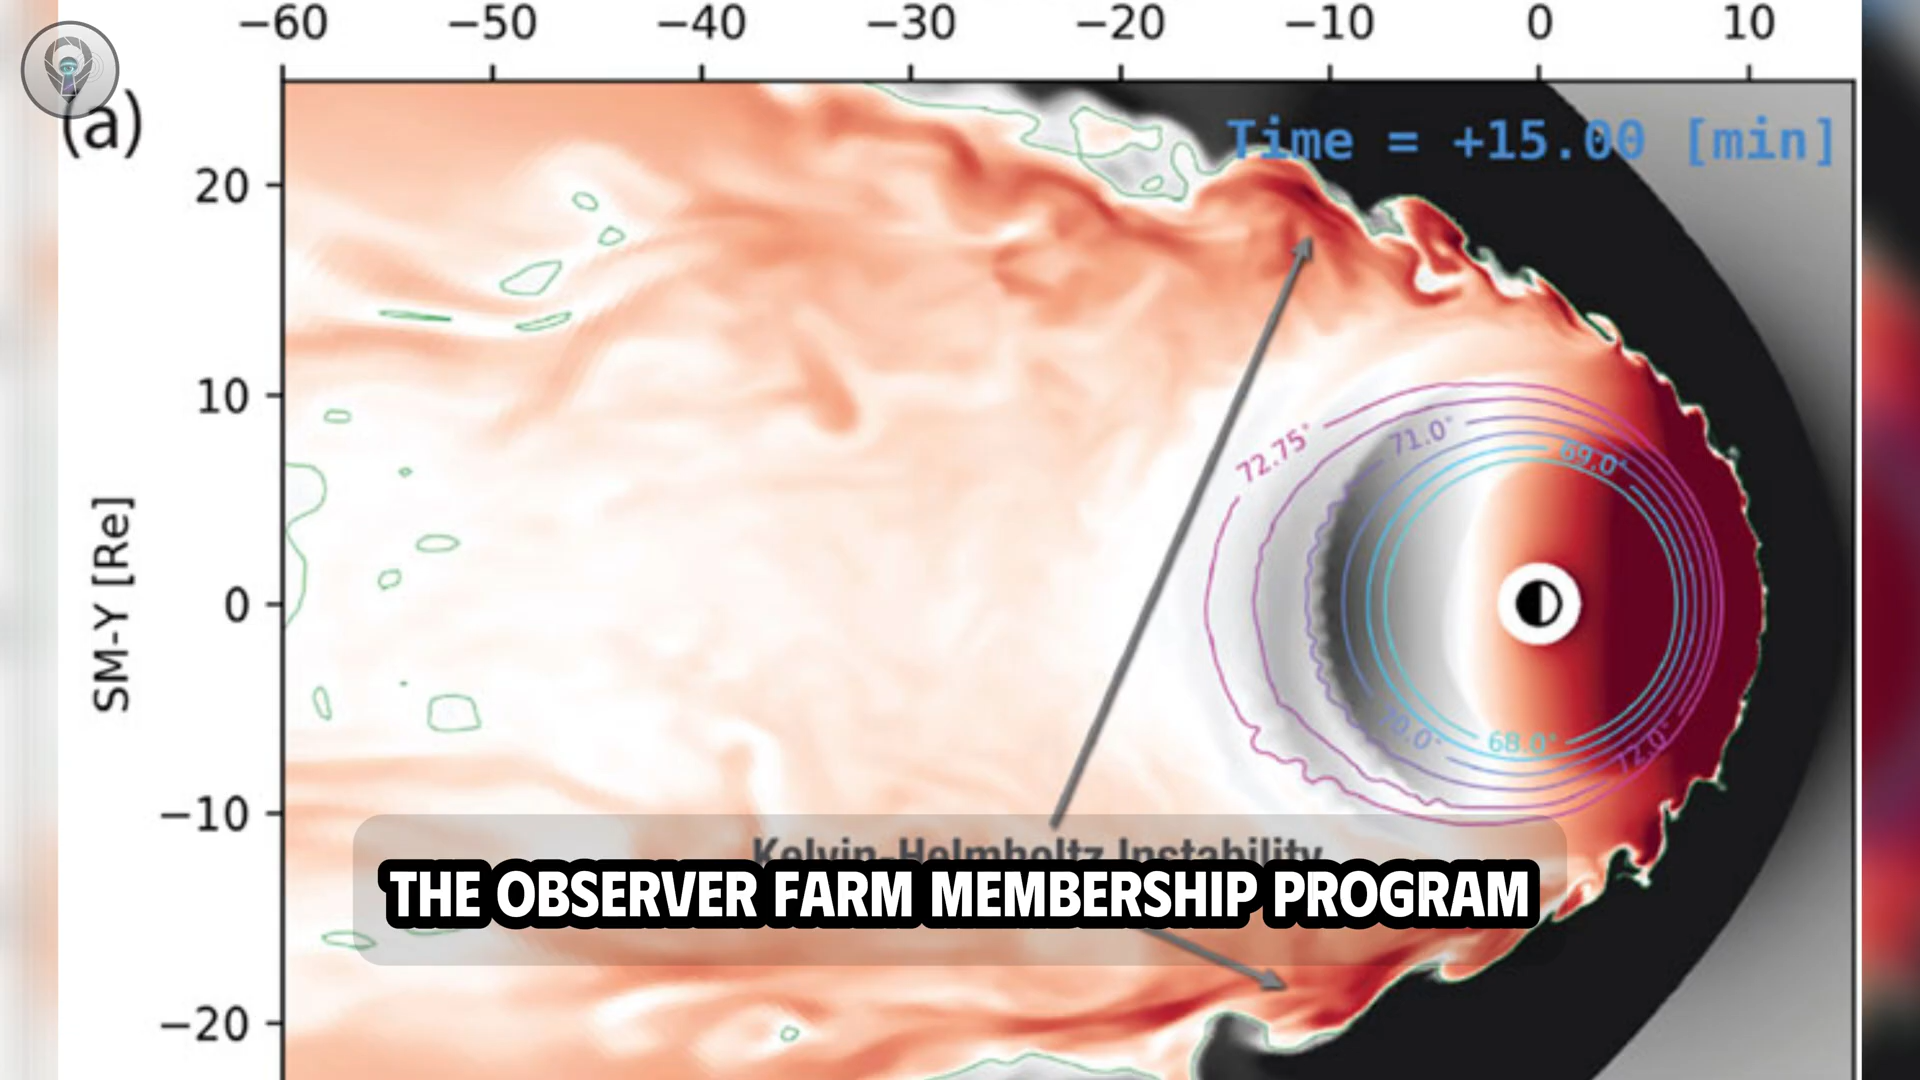 −60 −50 −40 −30 −20 −10 0 10
(a)
Time = +15.00 [min]
20
10
0
−10
−20
SM-Y [Re]
72.75°
71.0°
69.0°
70.0°
68.0°
72.0°
Kelvin-Helmholtz Instability
THE OBSERVER FARM MEMBERSHIP PROGRAM